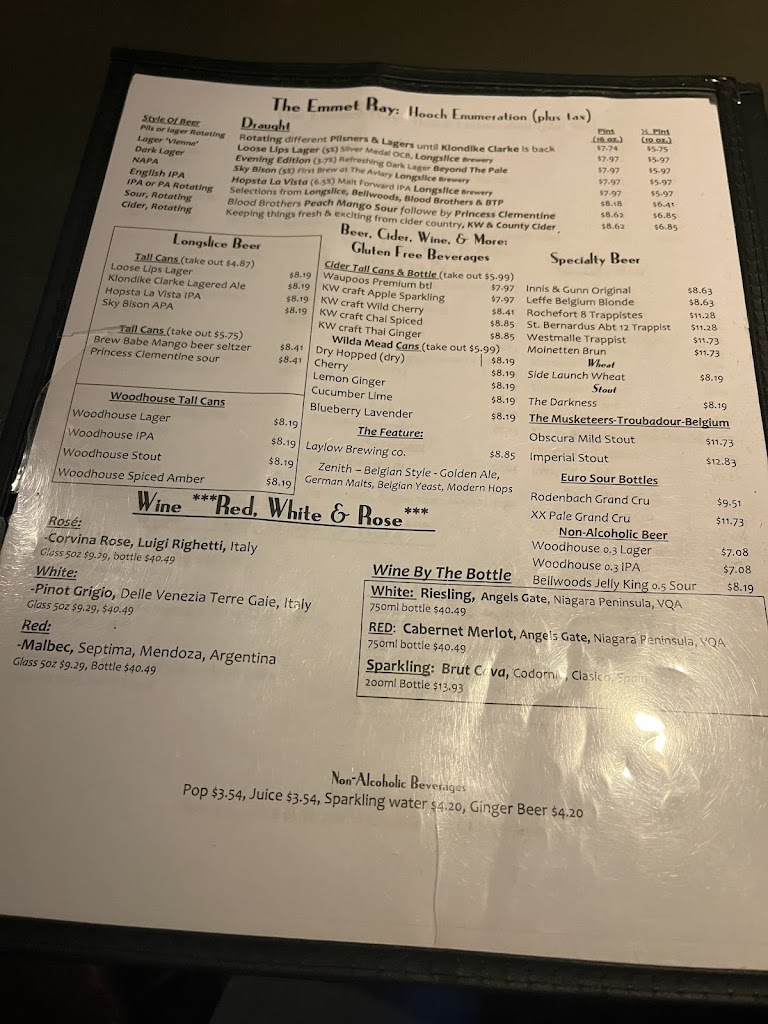 The Emmet Ray: Hooch Enumeration (plus tax)
Style Of Beer Draught Pint (16 oz.) ½ Pint (10 oz.)
Pils or lager Rotating Rotating different Pilsners & Lagers until Klondike Clarke is back $7.74 $5.75
Lager 'Vienna' Loose Lips Lager (5%) Silver Medal OCB, Longslice Brewery $7.97 $5.97
Dark Lager Evening Edition (3.7%) Refreshing Dark Lager Beyond The Pale $7.97 $5.97
NAPA Sky Bison (5%) First Brew at The Aviary Longslice Brewery $7.97 $5.97
English IPA Hopsta La Vista (6.5%) Malt Forward IPA Longslice Brewery $7.97 $5.97
IPA or PA Rotating Selections from Longslice, Bellwoods, Blood Brothers & BTP $8.18 $6.41
Sour, Rotating Blood Brothers Peach Mango Sour followe by Princess Clementine $8.62 $6.85
Cider, Rotating Keeping things fresh & exciting from cider country, KW & County Cider $8.62 $6.85
Beer, Cider, Wine, & More:
Longslice Beer
Tall Cans (take out $4.87)
Loose Lips Lager $8.19
Klondike Clarke Lagered Ale $8.19
Hopsta La Vista IPA $8.19
Sky Bison APA $8.19
Tall Cans (take out $5.75)
Brew Babe Mango beer seltzer $8.41
Princess Clementine sour $8.41
Woodhouse Tall Cans
Woodhouse Lager $8.19
Woodhouse IPA $8.19
Woodhouse Stout $8.19
Woodhouse Spiced Amber $8.19
Gluten Free Beverages
Cider Tall Cans & Bottle (take out $5.99)
Waupoos Premium btl $7.97
KW craft Apple Sparkling $7.97
KW craft Wild Cherry $8.41
KW craft Chai Spiced $8.85
KW craft Thai Ginger $8.85
Wilda Mead Cans (take out $5.99)
Dry Hopped (dry) $8.19
Cherry $8.19
Lemon Ginger $8.19
Cucumber Lime $8.19
Blueberry Lavender $8.19
The Feature:
Laylow Brewing co. $8.85
Zenith – Belgian Style - Golden Ale,
German Malts, Belgian Yeast, Modern Hops
Specialty Beer
Innis & Gunn Original $8.63
Leffe Belgium Blonde $8.63
Rochefort 8 Trappistes $11.28
St. Bernardus Abt 12 Trappist $11.28
Westmalle Trappist $11.73
Moinetten Brun $11.73
Wheat
Side Launch Wheat $8.19
Stout
The Darkness $8.19
The Musketeers-Troubadour-Belgium
Obscura Mild Stout $11.73
Imperial Stout $12.83
Euro Sour Bottles
Rodenbach Grand Cru $9.51
XX Pale Grand Cru $11.73
Non-Alcoholic Beer
Woodhouse 0.3 Lager $7.08
Woodhouse 0.3 IPA $7.08
Bellwoods Jelly King 0.5 Sour $8.19
Wine ***Red, White & Rose***
Rosé:
-Corvina Rose, Luigi Righetti, Italy
Glass 5oz $9.29, bottle $40.49
White:
-Pinot Grigio, Delle Venezia Terre Gaie, Italy
Glass 5oz $9.29, $40.49
Red:
-Malbec, Septima, Mendoza, Argentina
Glass 5oz $9.29, Bottle $40.49
Wine By The Bottle
White: Riesling, Angels Gate, Niagara Peninsula, VQA
750ml bottle $40.49
RED: Cabernet Merlot, Angels Gate, Niagara Peninsula, VQA
750ml bottle $40.49
Sparkling: Brut Cava, Clasico, Spain
200ml Bottle $13.93
Non-Alcoholic Beverages
Pop $3.54, Juice $3.54, Sparkling water $4.20, Ginger Beer $4.20